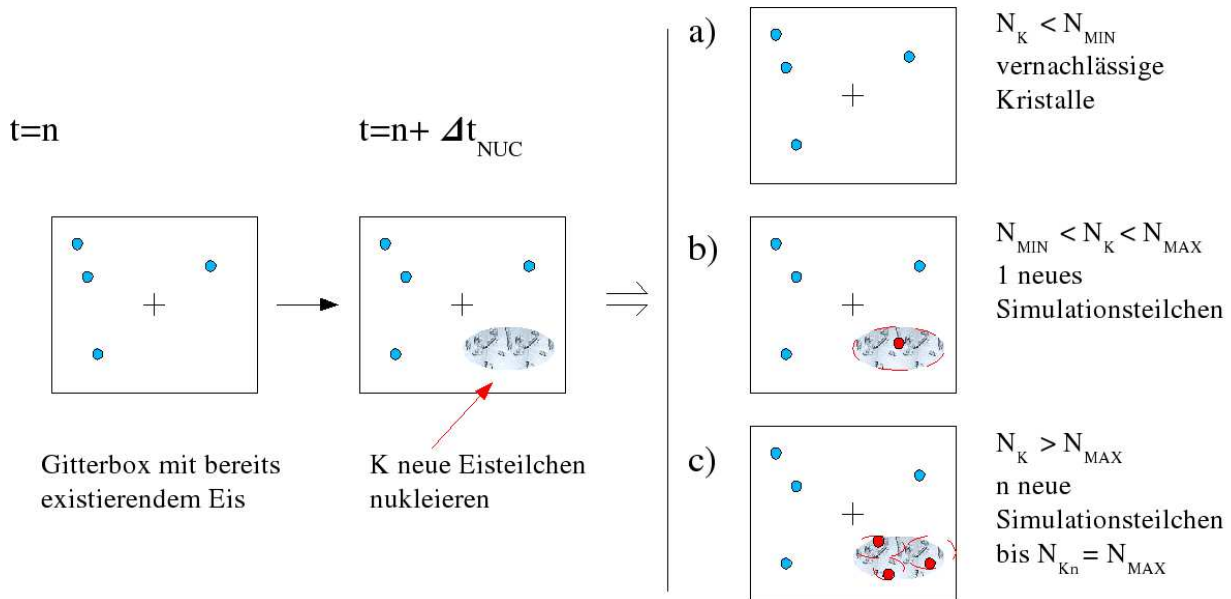 t=n
t=n+ Δt_NUC
Gitterbox mit bereits
existierendem Eis
K neue Eisteilchen
nukleieren
a)
N_K < N_MIN
vernachlässige
Kristalle
b)
N_MIN < N_K < N_MAX
1 neues
Simulationsteilchen
c)
N_K > N_MAX
n neue
Simulationsteilchen
bis N_Kn = N_MAX